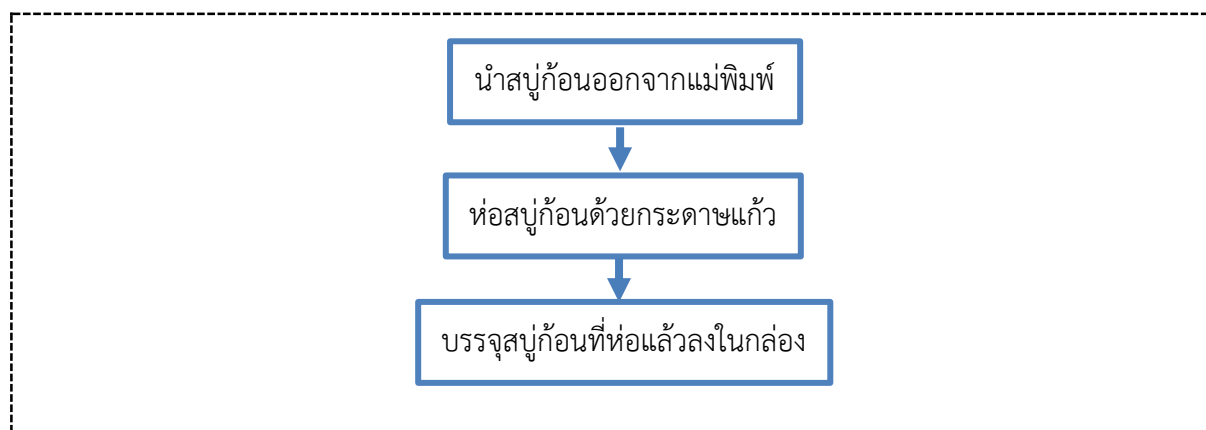 นำสบู่ก้อนออกจากแม่พิมพ์
ห่อสบู่ก้อนด้วยกระดาษแก้ว
บรรจุสบู่ก้อนที่ห่อแล้วลงในกล่อง